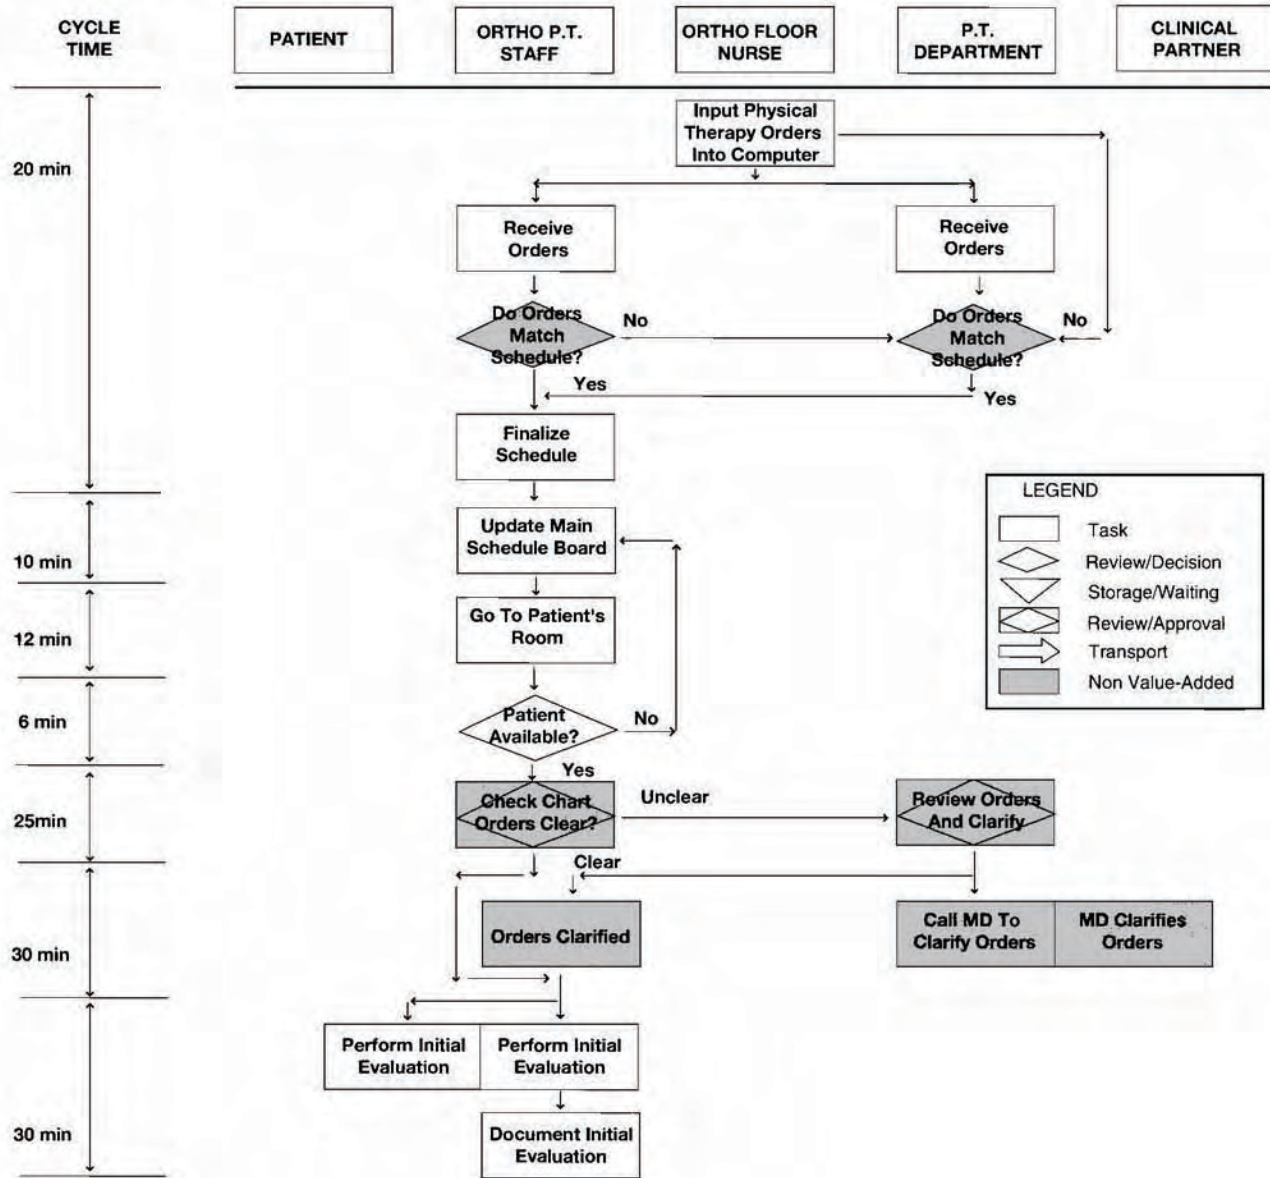 CYCLE
TIME
PATIENT
ORTHO P.T.
STAFF
ORTHO FLOOR
NURSE
P.T.
DEPARTMENT
CLINICAL
PARTNER
20 min
Input Physical
Therapy Orders
Into Computer
Receive
Orders
Receive
Orders
Do Orders
Match
Schedule?
No
Do Orders
Match
Schedule?
No
Yes
Yes
Finalize
Schedule
10 min
Update Main
Schedule Board
12 min
Go To Patient's
Room
6 min
Patient
Available?
No
Yes
25min
Check Chart
Orders Clear?
Unclear
Review Orders
And Clarify
Clear
30 min
Orders Clarified
Call MD To
Clarify Orders
MD Clarifies
Orders
Perform Initial
Evaluation
Perform Initial
Evaluation
30 min
Document Initial
Evaluation
LEGEND
Task
Review/Decision
Storage/Waiting
Review/Approval
Transport
Non Value-Added